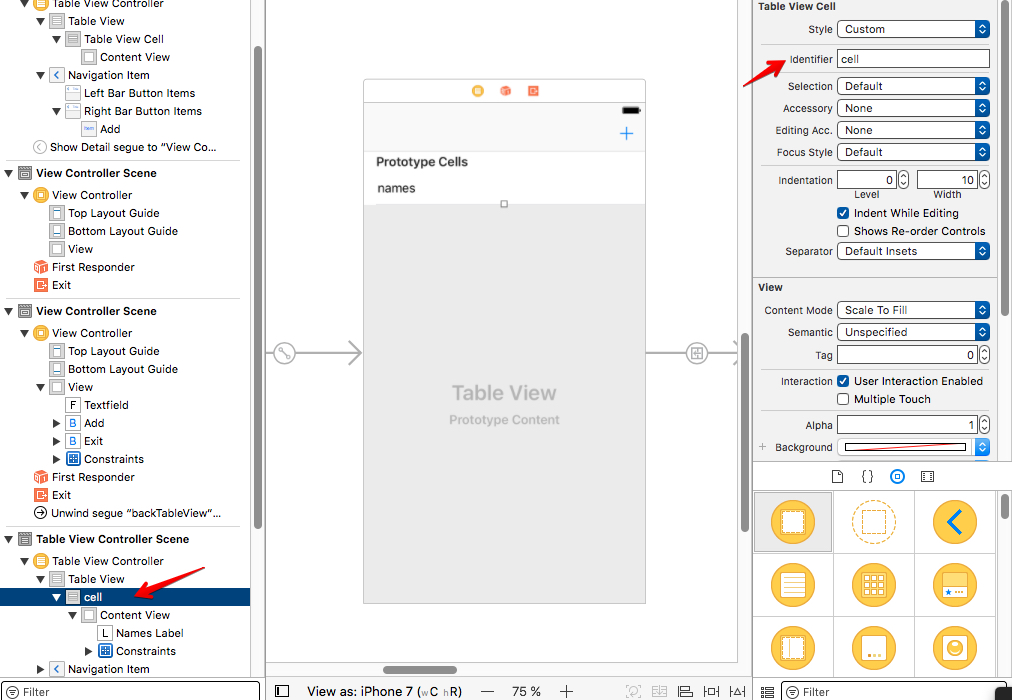 Table View Controller
Table View
Table View Cell
Content View
Navigation Item
Left Bar Button Items
Right Bar Button Items
Item
Add
Show Detail segue to “View Co...
View Controller Scene
View Controller
Top Layout Guide
Bottom Layout Guide
View
First Responder
Exit
View Controller Scene
View Controller
Top Layout Guide
Bottom Layout Guide
View
F Textfield
B Add
B Exit
Constraints
First Responder
Exit
Unwind segue “backTableView”...
Table View Controller Scene
Table View Controller
Table View
cell
Content View
L Names Label
Constraints
Navigation Item
Filter
Prototype Cells
names
Table View
Prototype Content
View as: iPhone 7 (wC hR)
75 %
Table View Cell
Style Custom
Identifier cell
Selection Default
Accessory None
Editing Acc. None
Focus Style Default
Indentation 0 10
Level Width
Indent While Editing
Shows Re-order Controls
Separator Default Insets
View
Content Mode Scale To Fill
Semantic Unspecified
Tag 0
Interaction User Interaction Enabled
Multiple Touch
Alpha 1
Background
Filter